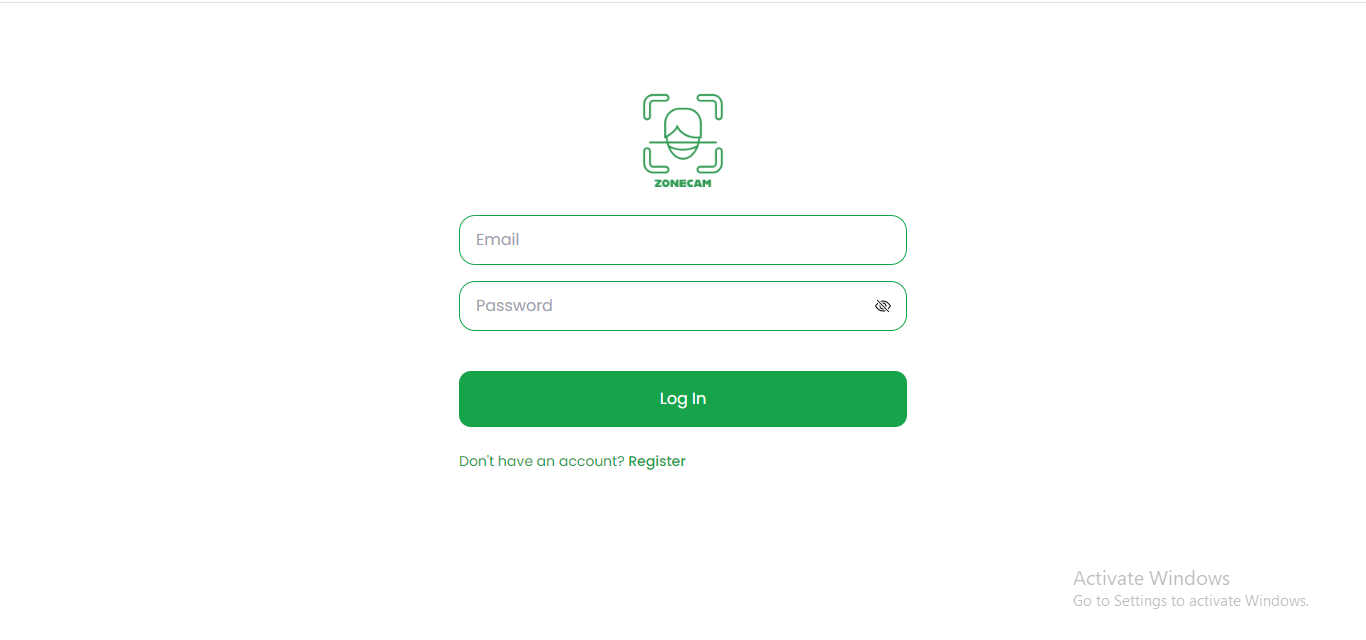 ZONECAM
Email
Password
Log In
Don't have an account? Register
Activate Windows
Go to Settings to activate Windows.